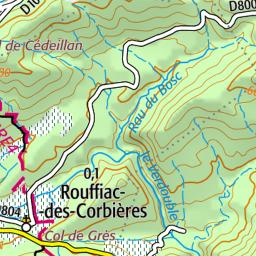 D10
D800
l de Cédeillan
Rau du Bosc
le Verdouble
0,1
Rouffiac-
-des-Corbières
D804
Col de Grès